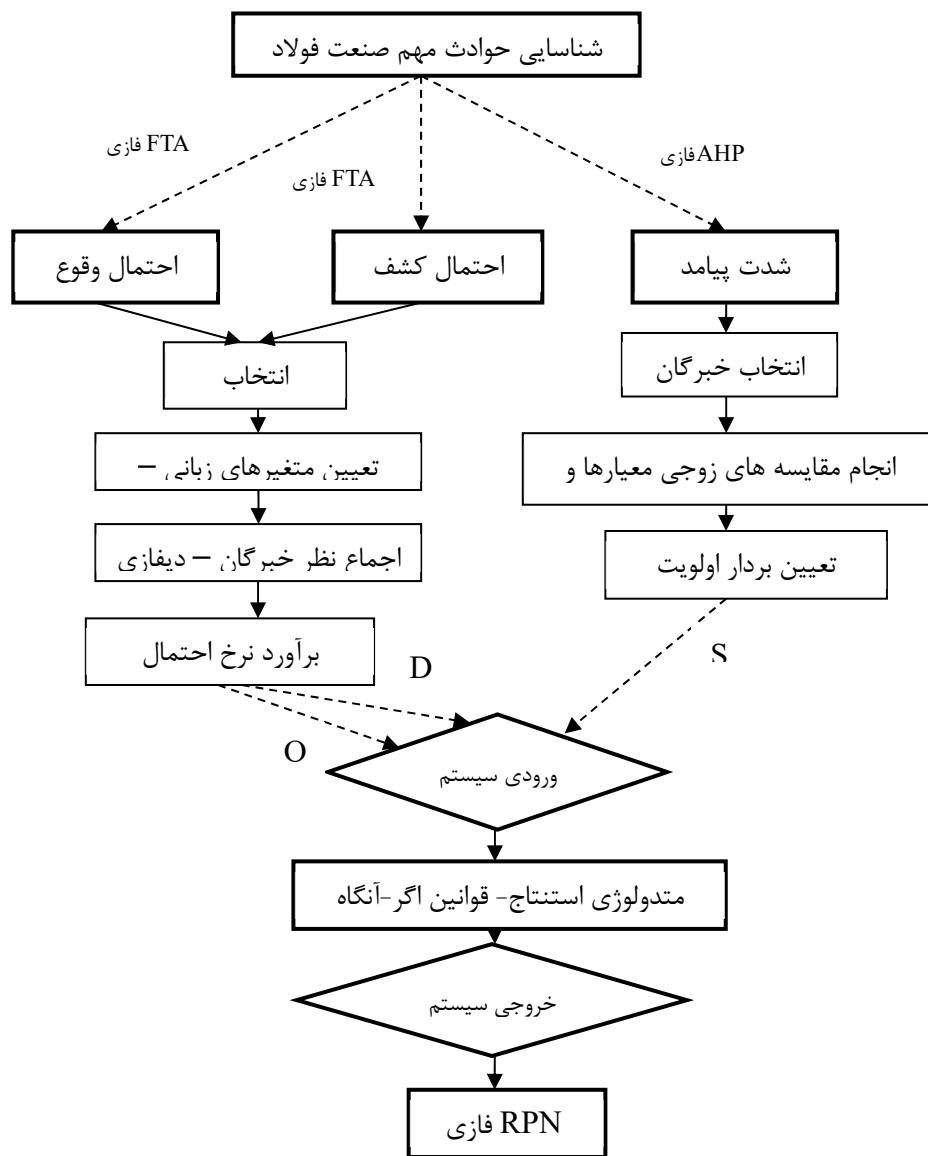 شناسایی حوادث مهم صنعت فولاد
FTA فازی
FTA فازی
AHPفازی
احتمال وقوع
احتمال کشف
شدت پیامد
انتخاب
انتخاب خبرگان
تعیین متغیرهای زبانی –
انجام مقایسه های زوجی معیارها و
اجماع نظر خبرگان – دیفازی
تعیین بردار اولویت
برآورد نرخ احتمال
D
S
O
ورودی سیستم
متدولوژی استنتاج- قوانین اگر-آنگاه
خروجی سیستم
RPN فازی